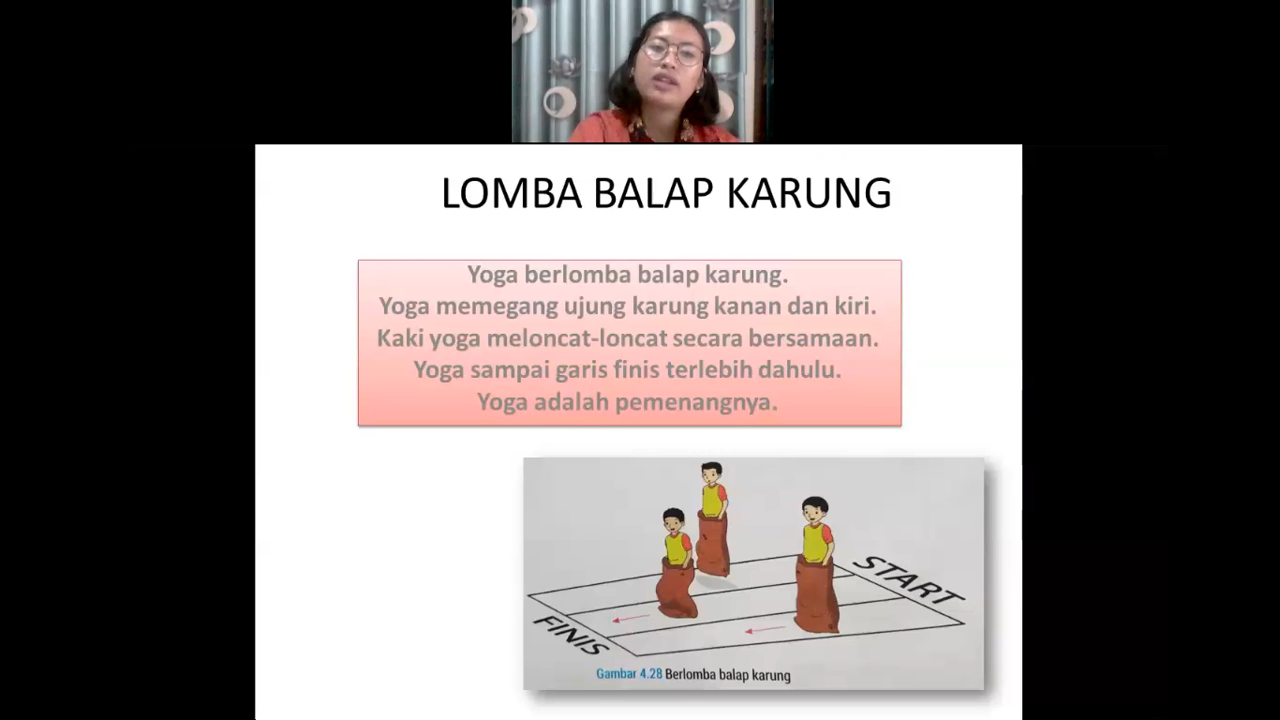 LOMBA BALAP KARUNG
Yoga berlomba balap karung.
Yoga memegang ujung karung kanan dan kiri.
Kaki yoga meloncat-loncat secara bersamaan.
Yoga sampai garis finis terlebih dahulu.
Yoga adalah pemenangnya.
START
FINIS
Gambar 4.28 Berlomba balap karung